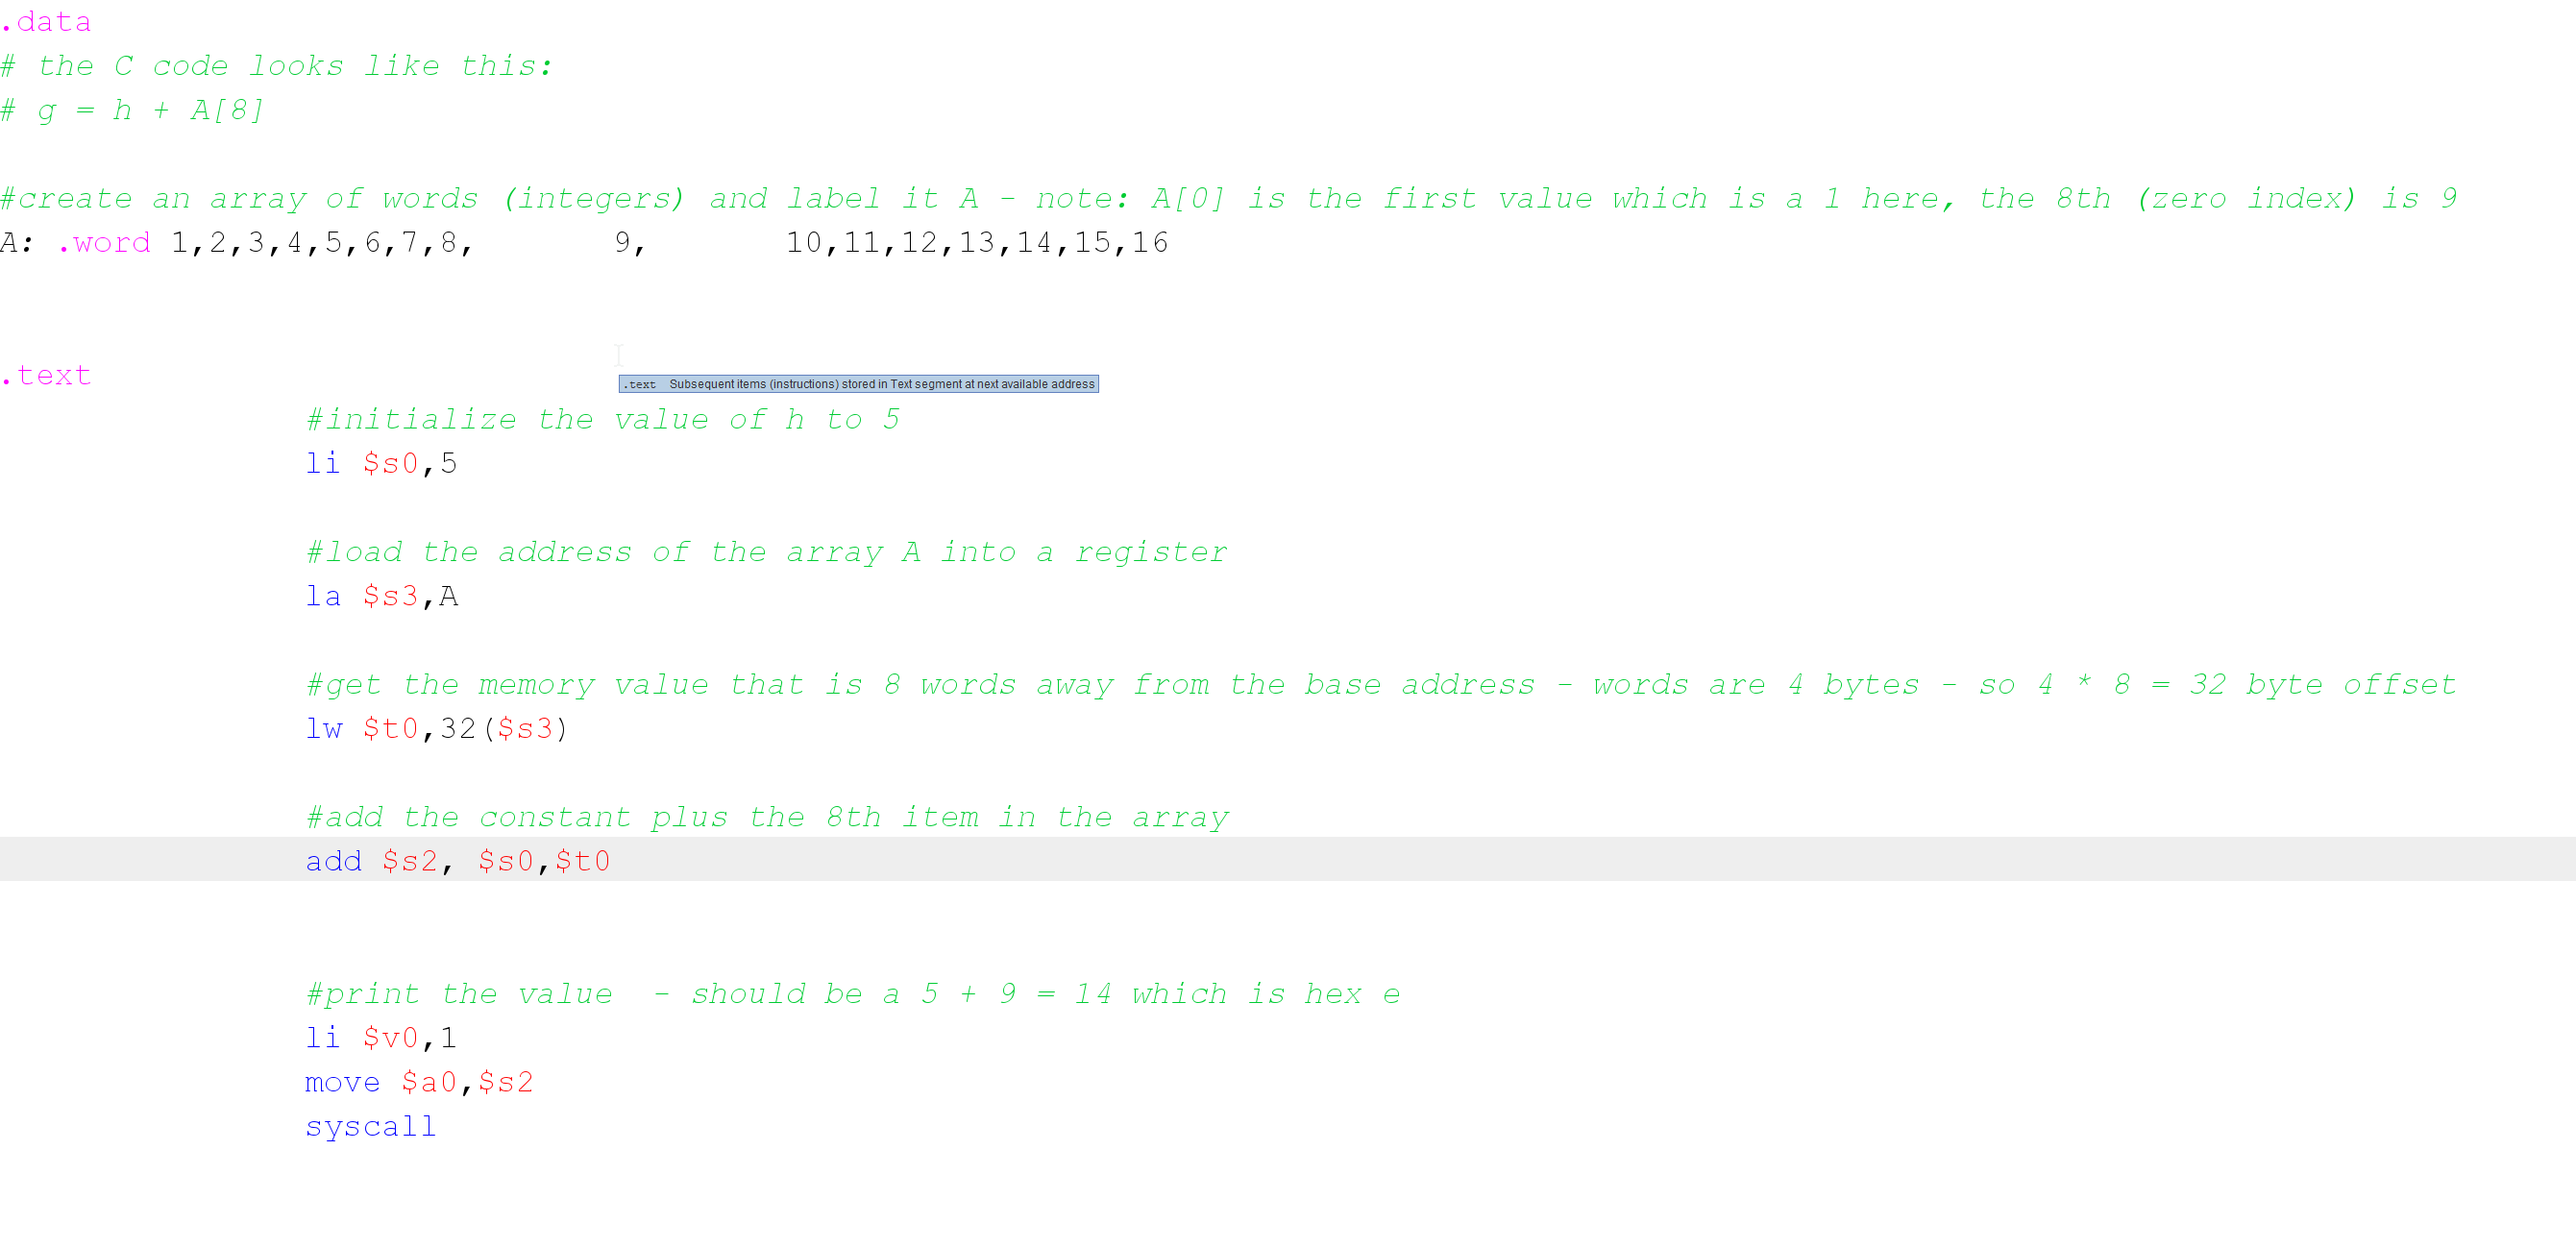 .data
# the C code looks like this:
# g = h + A[8]
#create an array of words (integers) and label it A - note: A[0] is the first value which is a 1 here, the 8th (zero index) is 9
A: .word 1,2,3,4,5,6,7,8, 9, 10,11,12,13,14,15,16
.text
.text Subsequent items (instructions) stored in Text segment at next available address
#initialize the value of h to 5
li $s0,5
#load the address of the array A into a register
la $s3,A
#get the memory value that is 8 words away from the base address - words are 4 bytes - so 4 * 8 = 32 byte offset
lw $t0,32($s3)
#add the constant plus the 8th item in the array
add $s2, $s0,$t0
#print the value - should be a 5 + 9 = 14 which is hex e
li $v0,1
move $a0,$s2
syscall